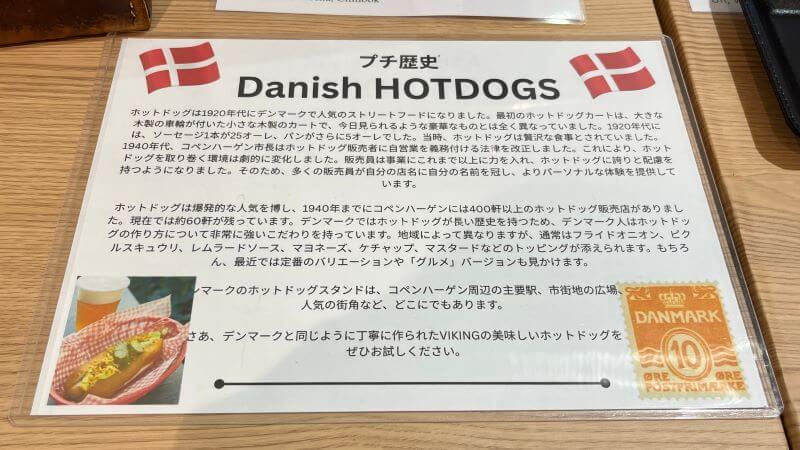 プチ歴史
Danish HOTDOGS
ホットドッグは1920年代にデンマークで人気のストリートフードになりました。最初のホットドッグカートは、大きな
木製の車輪が付いた小さな木製のカートで、今日見られるような豪華なものとは全く異なっていました。1920年代に
は、ソーセージ1本が25オーレ、パンがさらに5オーレでした。当時、ホットドッグは贅沢な食事とされていました。
1940年代、コペンハーゲン市長はホットドッグ販売者に自営業を義務付ける法律を改正しました。これにより、ホット
ドッグを取り巻く環境は劇的に変化しました。販売員は事業にこれまで以上に力を入れ、ホットドッグに誇りと配慮を
持つようになりました。そのため、多くの販売員が自分の店名に自分の名前を冠し、よりパーソナルな体験を提供して
います。
ホットドッグは爆発的な人気を博し、1940年までにコペンハーゲンには400軒以上のホットドッグ販売店がありまし
た。現在では約60軒が残っています。デンマークではホットドッグが長い歴史を持つため、デンマーク人はホットドッ
グの作り方について非常に強いこだわりを持っています。地域によって異なりますが、通常はフライドオニオン、ピク
ルスキュウリ、レムラードソース、マヨネーズ、ケチャップ、マスタードなどのトッピングが添えられます。もちろ
ん、最近では定番のバリエーションや「グルメ」バージョンも見かけます。
ンマークのホットドッグスタンドは、コペンハーゲン周辺の主要駅、市街地の広場、
人気の街角など、どこにでもあります。
さあ、デンマークと同じように丁寧に作られたVIKINGの美味しいホットドッグを
ぜひお試しください。
DANMARK
10
ØRE ØRE
POSTFRIMÆRKE